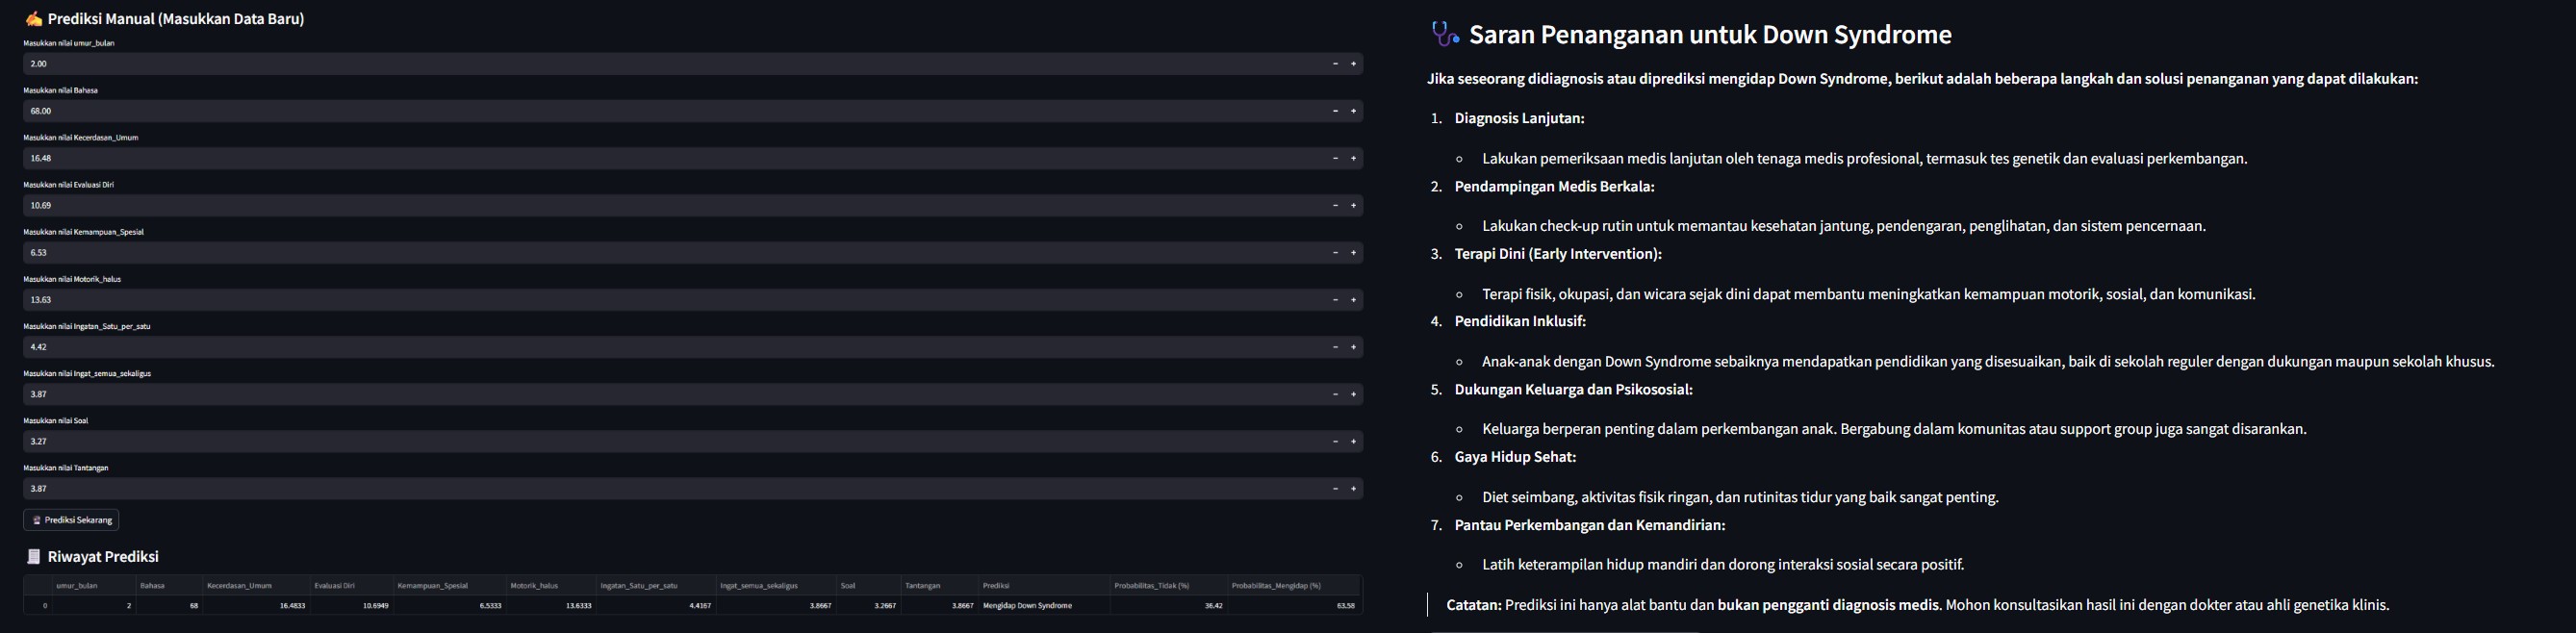 ✍️ Prediksi Manual (Masukkan Data Baru)
Masukkan nilai umur_bulan
2.00
Masukkan nilai Bahasa
68.00
Masukkan nilai Kecerdasan_Umum
16.48
Masukkan nilai Evaluasi Diri
10.69
Masukkan nilai Kemampuan_Spesial
6.53
Masukkan nilai Motorik_halus
13.63
Masukkan nilai Ingatan_Satu_per_satu
4.42
Masukkan nilai Ingat_semua_sekaligus
3.87
Masukkan nilai Soal
3.27
Masukkan nilai Tantangan
3.87
Prediksi Sekarang
Riwayat Prediksi
umur_bulan Bahasa Kecerdasan_Umum Evaluasi Diri Kemampuan_Spesial Motorik_halus Ingatan_Satu_per_satu Ingat_semua_sekaligus Soal Tantangan Prediksi Probabilitas_Tidak (%) Probabilitas_Mengidap (%)
0 2 68 16.4833 10.6949 6.5333 13.6333 4.4167 3.8667 3.2667 3.8667 Mengidap Down Syndrome 36.42 63.58
🩺 Saran Penanganan untuk Down Syndrome
Jika seseorang didiagnosis atau diprediksi mengidap Down Syndrome, berikut adalah beberapa langkah dan solusi penanganan yang dapat dilakukan:
1. Diagnosis Lanjutan:
Lakukan pemeriksaan medis lanjutan oleh tenaga medis profesional, termasuk tes genetik dan evaluasi perkembangan.
2. Pendampingan Medis Berkala:
Lakukan check-up rutin untuk memantau kesehatan jantung, pendengaran, penglihatan, dan sistem pencernaan.
3. Terapi Dini (Early Intervention):
Terapi fisik, okupasi, dan wicara sejak dini dapat membantu meningkatkan kemampuan motorik, sosial, dan komunikasi.
4. Pendidikan Inklusif:
Anak-anak dengan Down Syndrome sebaiknya mendapatkan pendidikan yang disesuaikan, baik di sekolah reguler dengan dukungan maupun sekolah khusus.
5. Dukungan Keluarga dan Psikososial:
Keluarga berperan penting dalam perkembangan anak. Bergabung dalam komunitas atau support group juga sangat disarankan.
6. Gaya Hidup Sehat:
Diet seimbang, aktivitas fisik ringan, dan rutinitas tidur yang baik sangat penting.
7. Pantau Perkembangan dan Kemandirian:
Latih keterampilan hidup mandiri dan dorong interaksi sosial secara positif.
Catatan: Prediksi ini hanya alat bantu dan bukan pengganti diagnosis medis. Mohon konsultasikan hasil ini dengan dokter atau ahli genetika klinis.